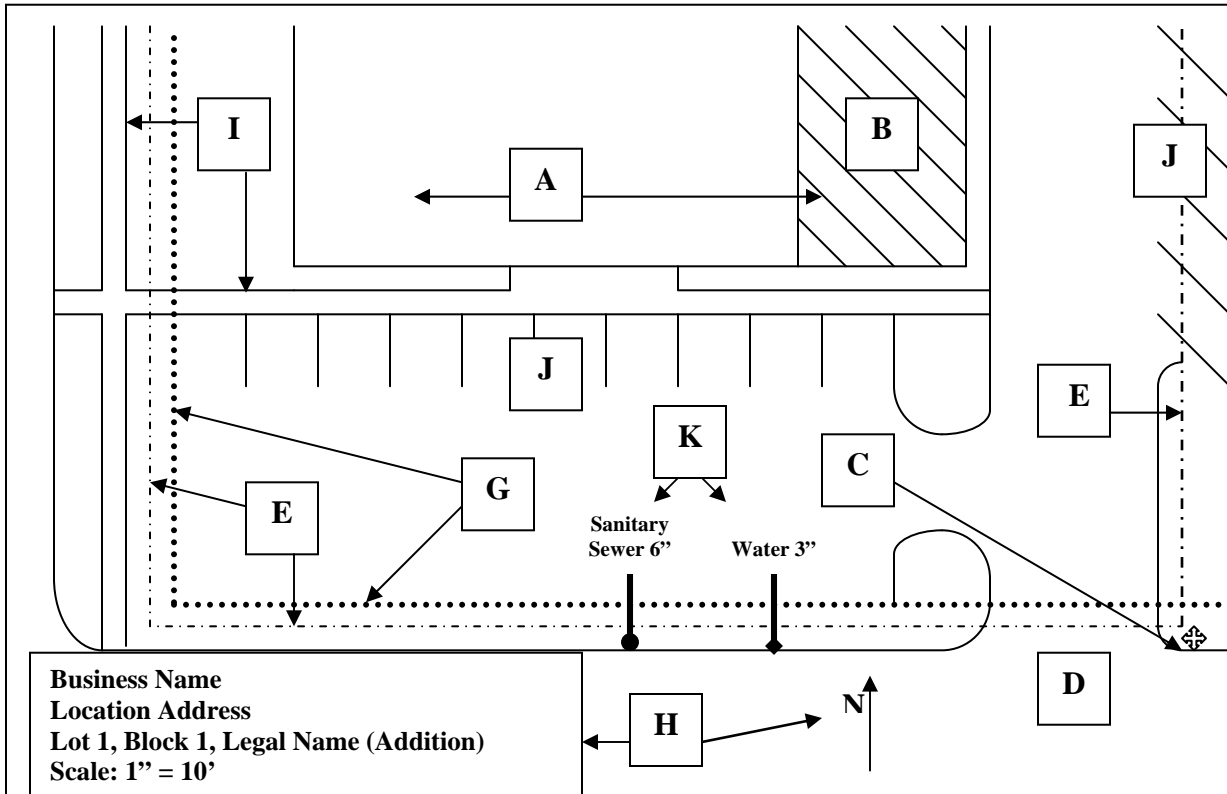 I
B
J
A
J
E
K
C
G
E
Sanitary
Sewer 6”
Water 3”
D
H
N
Business Name
Location Address
Lot 1, Block 1, Legal Name (Addition)
Scale: 1” = 10’